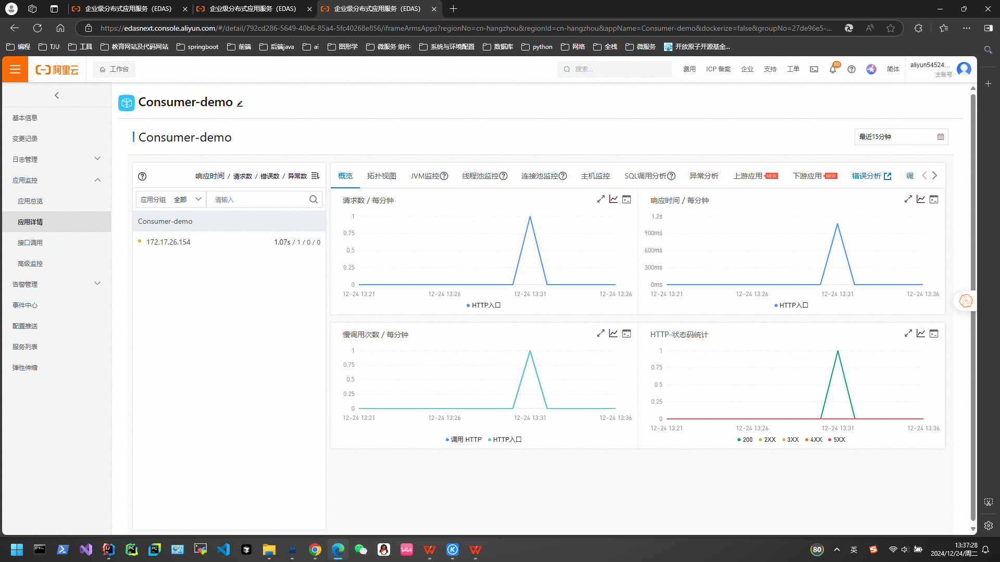 企业级分布式应用服务（EDAS）
企业级分布式应用服务（EDAS）
企业级分布式应用服务（EDAS）
https://edasnext.console.aliyun.com/#/detail/792cd286-5649-40b6-85a4-5fc40268e856/iframeArmsApps?regionNo=cn-hangzhou&regionId=cn-hangzhou&appName=Consumer-demo&dockerize=false&groupNo=27de96e5-...
编程 TJU 工具 教育网站及代码网站 springboot 前端 后端java ai 图形学 微服务 组件 系统与环境配置 数据库 python 网络 全栈 微服务 开放原子开源基金...
阿里云 工作台 搜索... 费用 ICP 备案 企业 支持 工单 80 简体 aliyun54524...
主账号
Consumer-demo
基本信息
变更记录
日志管理
应用监控
应用总览
应用详情
接口调用
高级监控
告警管理
事件中心
配置推送
服务列表
弹性伸缩
Consumer-demo
最近15分钟
响应时间 / 请求数 / 错误数 / 异常数
应用分组 全部 请输入
Consumer-demo
172.17.26.154 1.07s / 1 / 0 / 0
概览 拓扑视图 JVM监控 线程池监控 连接池监控 主机监控 SQL调用分析 异常分析 上游应用 NEW 下游应用 NEW 错误分析 调
请求数 / 每分钟
1
0.75
0.5
0.25
0
12-24 13:21 12-24 13:26 12-24 13:31 12-24 13:36
HTTP入口
响应时间 / 每分钟
1.2s
900ms
600ms
300ms
0ms
12-24 13:21 12-24 13:26 12-24 13:31 12-24 13:36
HTTP入口
慢调用次数 / 每分钟
1
0.75
0.5
0.25
0
12-24 13:21 12-24 13:26 12-24 13:31 12-24 13:36
调用 HTTP HTTP入口
HTTP-状态码统计
1
0.75
0.5
0.25
0
12-24 13:21 12-24 13:26 12-24 13:31 12-24 13:36
200 2XX 3XX 4XX 5XX
80 英 13:37:28
2024/12/24/周二